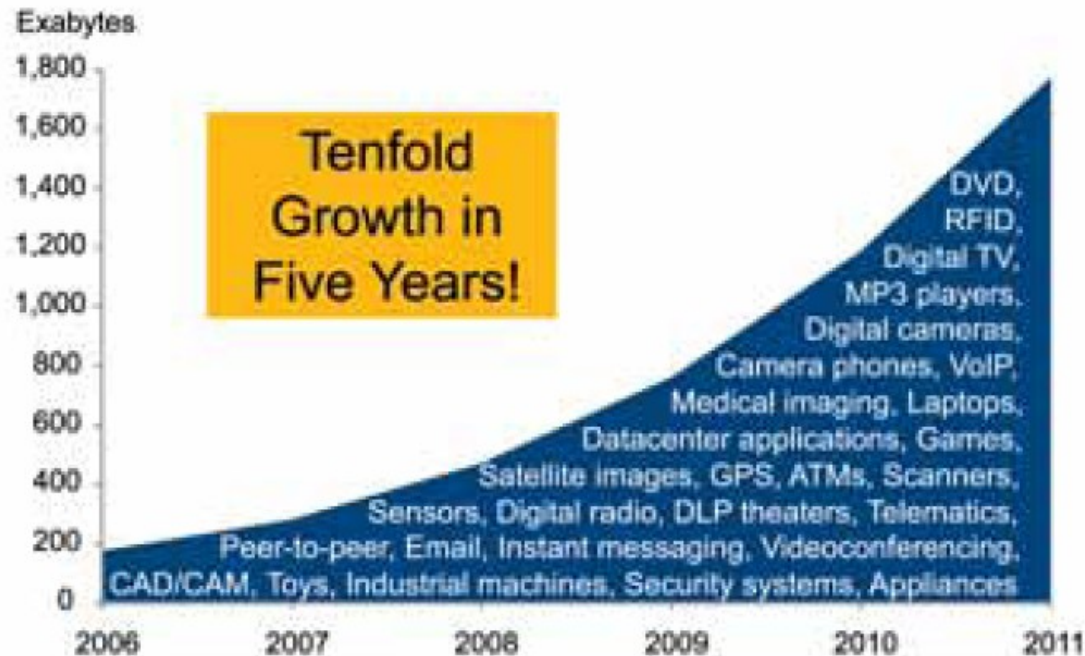 Exabytes
1,800
1,600
1,400
1,200
1,000
800
600
400
200
0
Tenfold
Growth in
Five Years!
DVD,
RFID,
Digital TV,
MP3 players,
Digital cameras,
Camera phones, VoIP,
Medical imaging, Laptops,
Datacenter applications, Games,
Satellite images, GPS, ATMs, Scanners,
Sensors, Digital radio, DLP theaters, Telematics,
Peer-to-peer, Email, Instant messaging, Videoconferencing,
CAD/CAM, Toys, Industrial machines, Security systems, Appliances
2006 2007 2008 2009 2010 2011